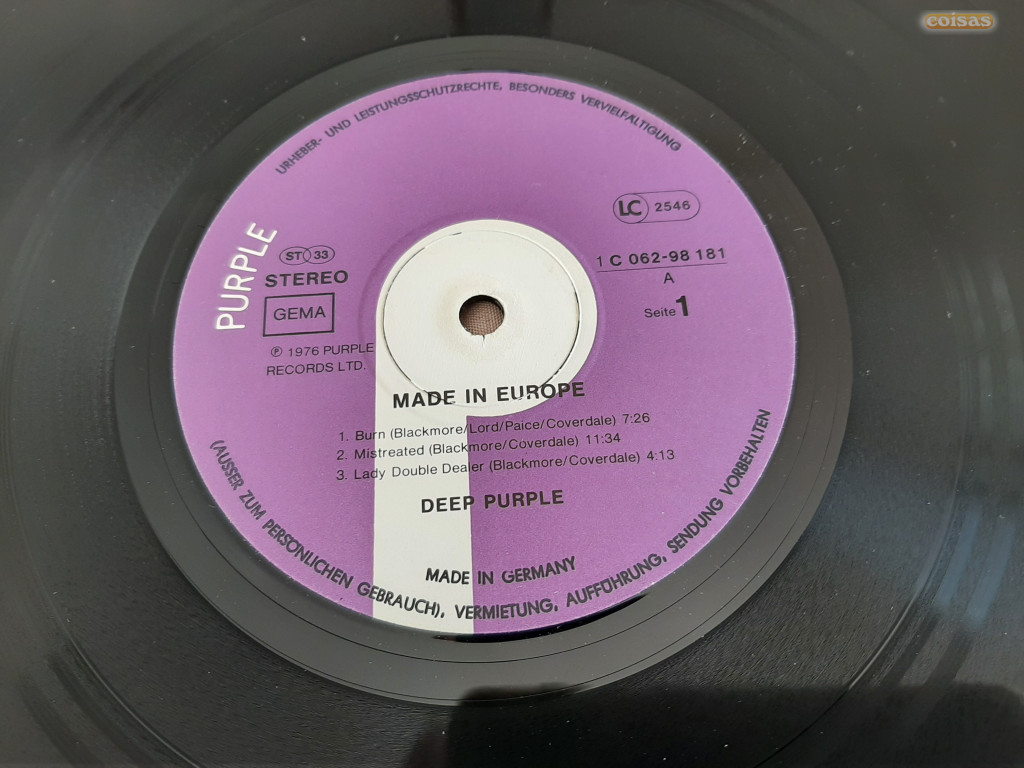 coisas
URHEBER- UND LEISTUNGSSCHUTZRECHTE, BESONDERS VERVIELFÄLTIGUNG
PURPLE
ST 33
STEREO
GEMA
℗ 1976 PURPLE
RECORDS LTD.
LC 2546
1 C 062-98 181
A
Seite 1
MADE IN EUROPE
1. Burn (Blackmore/Lord/Paice/Coverdale) 7:26
2. Mistreated (Blackmore/Coverdale) 11:34
3. Lady Double Dealer (Blackmore/Coverdale) 4:13
DEEP PURPLE
MADE IN GERMANY
(AUSSER ZUM PERSÖNLICHEN GEBRAUCH), VERMIETUNG, AUFFÜHRUNG, SENDUNG VORBEHALTEN